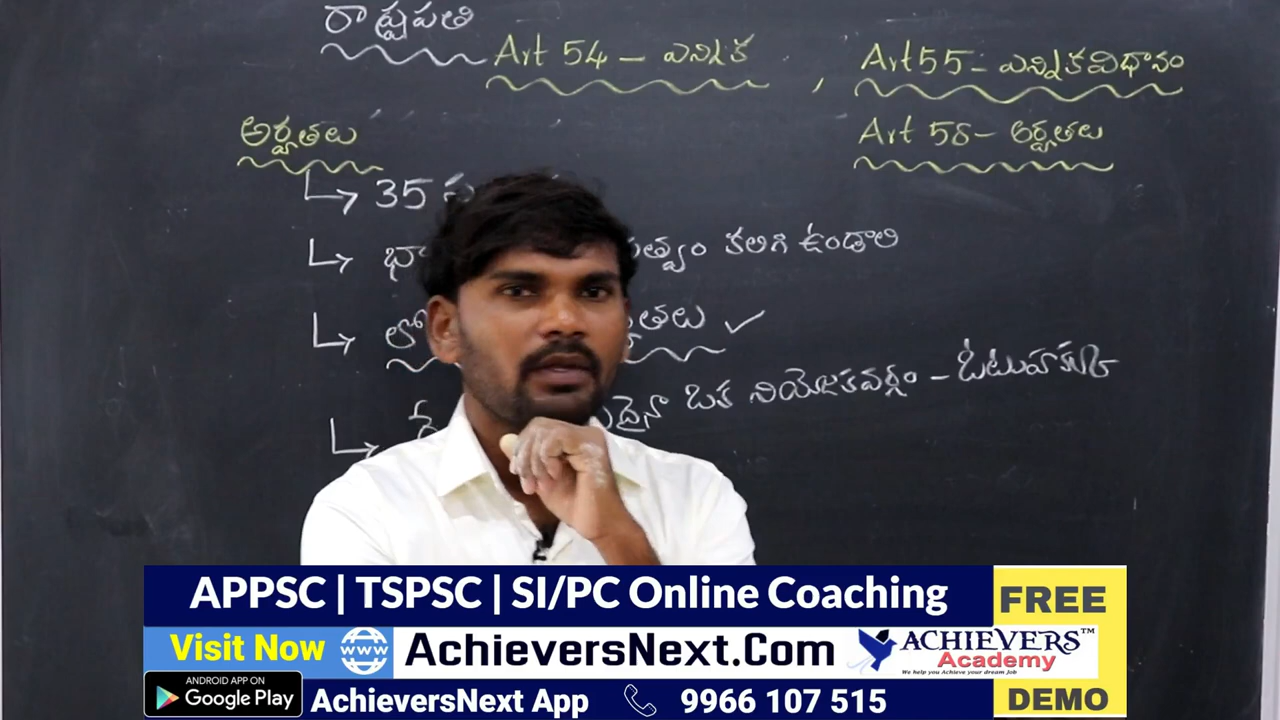 రాష్ట్రపతి
Art 54 – ఎన్నిక , Art 55 – ఎన్నికవిధానం
అర్హతలు
Art 58 – అర్హతలు
↳ 35
↳ కలిగి ఉండాలి
↳
↳ ఒక నియోజకవర్గం – ఓటుహక్కు
APPSC | TSPSC | SI/PC Online Coaching
FREE
Visit Now www AchieversNext.Com
ACHIEVERS™
Academy
We help you Achieve your dream Job
ANDROID APP ON
Google Play
AchieversNext App 9966 107 515
DEMO